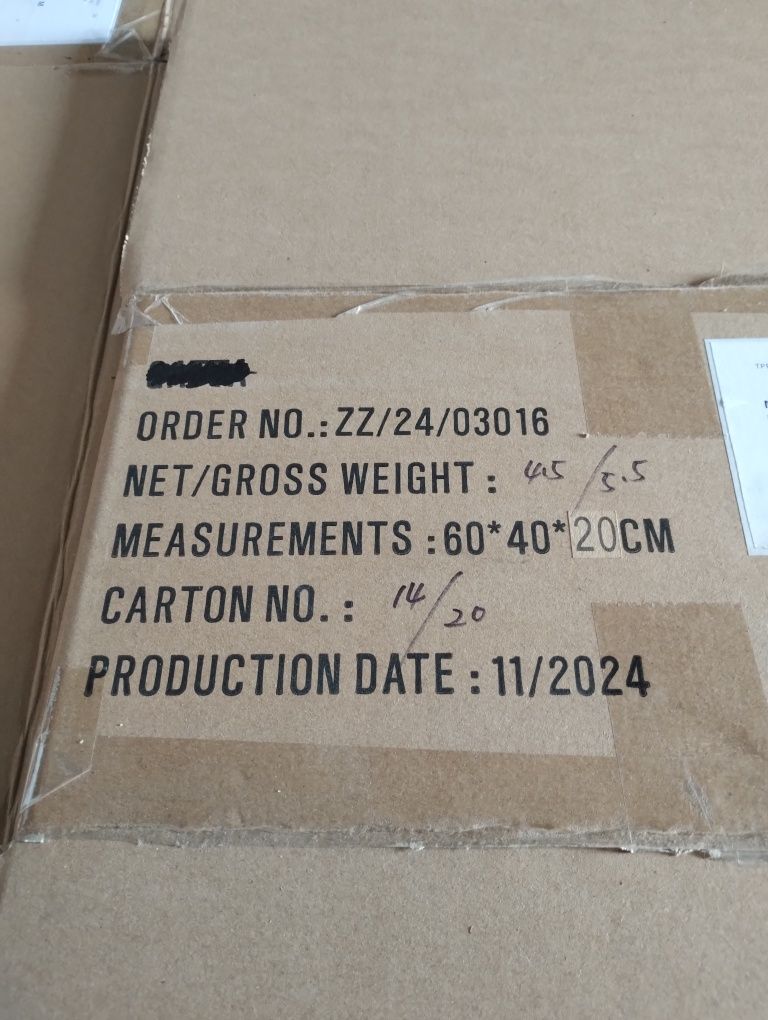 ORDER NO.: ZZ/24/03016
NET/GROSS WEIGHT : 4.5/5.5
MEASUREMENTS :60*40*20CM
CARTON NO. : 14/20
PRODUCTION DATE : 11/2024